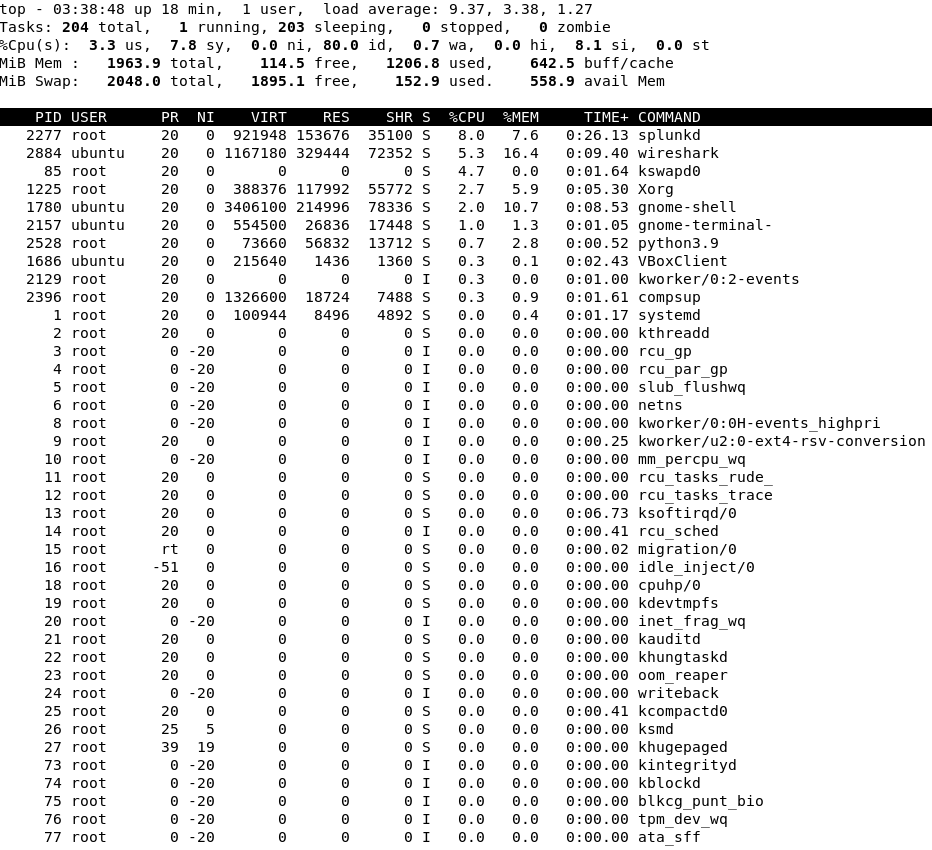 top - 03:38:48 up 18 min,  1 user,  load average: 9.37, 3.38, 1.27
Tasks: 204 total,   1 running, 203 sleeping,   0 stopped,   0 zombie
%Cpu(s):  3.3 us,  7.8 sy,  0.0 ni, 80.0 id,  0.7 wa,  0.0 hi,  8.1 si,  0.0 st
MiB Mem :   1963.9 total,    114.5 free,   1206.8 used,    642.5 buff/cache
MiB Swap:   2048.0 total,   1895.1 free,    152.9 used.    558.9 avail Mem
PID USER      PR  NI    VIRT    RES    SHR S  %CPU  %MEM     TIME+ COMMAND
2277 root      20   0  921948 153676  35100 S   8.0   7.6   0:26.13 splunkd
2884 ubuntu    20   0 1167180 329444  72352 S   5.3  16.4   0:09.40 wireshark
85 root      20   0       0      0      0 S   4.7   0.0   0:01.64 kswapd0
1225 root      20   0  388376 117992  55772 S   2.7   5.9   0:05.30 Xorg
1780 ubuntu    20   0 3406100 214996  78336 S   2.0  10.7   0:08.53 gnome-shell
2157 ubuntu    20   0  554500  26836  17448 S   1.0   1.3   0:01.05 gnome-terminal-
2528 root      20   0   73660  56832  13712 S   0.7   2.8   0:00.52 python3.9
1686 ubuntu    20   0  215640   1436   1360 S   0.3   0.1   0:02.43 VBoxClient
2129 root      20   0       0      0      0 I   0.3   0.0   0:01.00 kworker/0:2-events
2396 root      20   0 1326600  18724   7488 S   0.3   0.9   0:01.61 compsup
1 root      20   0  100944   8496   4892 S   0.0   0.4   0:01.17 systemd
2 root      20   0       0      0      0 S   0.0   0.0   0:00.00 kthreadd
3 root       0 -20       0      0      0 I   0.0   0.0   0:00.00 rcu_gp
4 root       0 -20       0      0      0 I   0.0   0.0   0:00.00 rcu_par_gp
5 root       0 -20       0      0      0 I   0.0   0.0   0:00.00 slub_flushwq
6 root       0 -20       0      0      0 I   0.0   0.0   0:00.00 netns
8 root       0 -20       0      0      0 I   0.0   0.0   0:00.00 kworker/0:0H-events_highpri
9 root      20   0       0      0      0 I   0.0   0.0   0:00.25 kworker/u2:0-ext4-rsv-conversion
10 root       0 -20       0      0      0 I   0.0   0.0   0:00.00 mm_percpu_wq
11 root      20   0       0      0      0 S   0.0   0.0   0:00.00 rcu_tasks_rude_
12 root      20   0       0      0      0 S   0.0   0.0   0:00.00 rcu_tasks_trace
13 root      20   0       0      0      0 S   0.0   0.0   0:06.73 ksoftirqd/0
14 root      20   0       0      0      0 I   0.0   0.0   0:00.41 rcu_sched
15 root      rt   0       0      0      0 S   0.0   0.0   0:00.02 migration/0
16 root     -51   0       0      0      0 S   0.0   0.0   0:00.00 idle_inject/0
18 root      20   0       0      0      0 S   0.0   0.0   0:00.00 cpuhp/0
19 root      20   0       0      0      0 S   0.0   0.0   0:00.00 kdevtmpfs
20 root       0 -20       0      0      0 I   0.0   0.0   0:00.00 inet_frag_wq
21 root      20   0       0      0      0 S   0.0   0.0   0:00.00 kauditd
22 root      20   0       0      0      0 S   0.0   0.0   0:00.00 khungtaskd
23 root      20   0       0      0      0 S   0.0   0.0   0:00.00 oom_reaper
24 root       0 -20       0      0      0 I   0.0   0.0   0:00.00 writeback
25 root      20   0       0      0      0 S   0.0   0.0   0:00.41 kcompactd0
26 root      25   5       0      0      0 S   0.0   0.0   0:00.00 ksmd
27 root      39  19       0      0      0 S   0.0   0.0   0:00.00 khugepaged
73 root       0 -20       0      0      0 I   0.0   0.0   0:00.00 kintegrityd
74 root       0 -20       0      0      0 I   0.0   0.0   0:00.00 kblockd
75 root       0 -20       0      0      0 I   0.0   0.0   0:00.00 blkcg_punt_bio
76 root       0 -20       0      0      0 I   0.0   0.0   0:00.00 tpm_dev_wq
77 root       0 -20       0      0      0 I   0.0   0.0   0:00.00 ata_sff